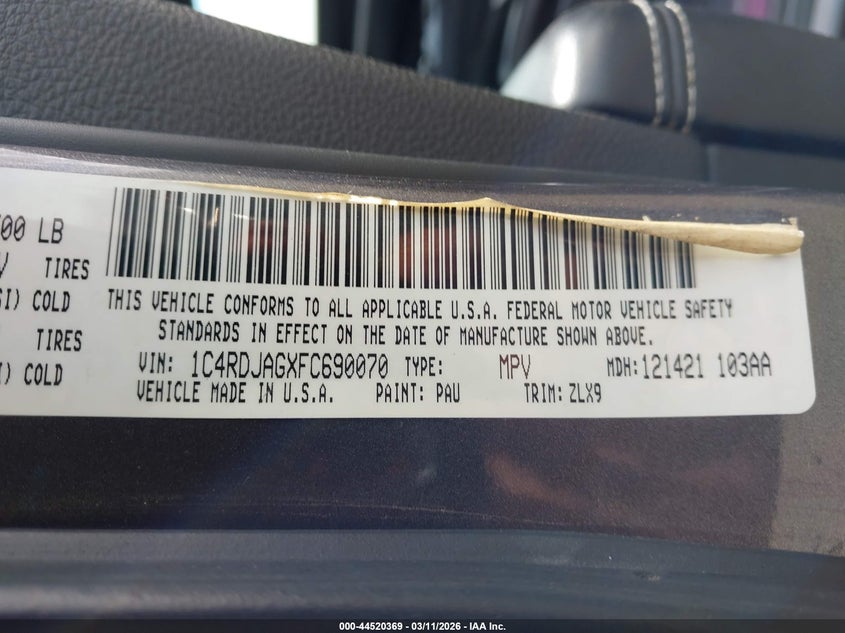 00 LB
TIRES
COLD
TIRES
COLD
THIS VEHICLE CONFORMS TO ALL APPLICABLE U.S.A. FEDERAL MOTOR VEHICLE SAFETY
STANDARDS IN EFFECT ON THE DATE OF MANUFACTURE SHOWN ABOVE.
VIN: 1C4RDJAGXFC690070 TYPE: MPV MDH: 121421 103AA
VEHICLE MADE IN U.S.A. PAINT: PAU TRIM: ZLX9
000-44520369 - 03/11/2026 - IAA Inc.